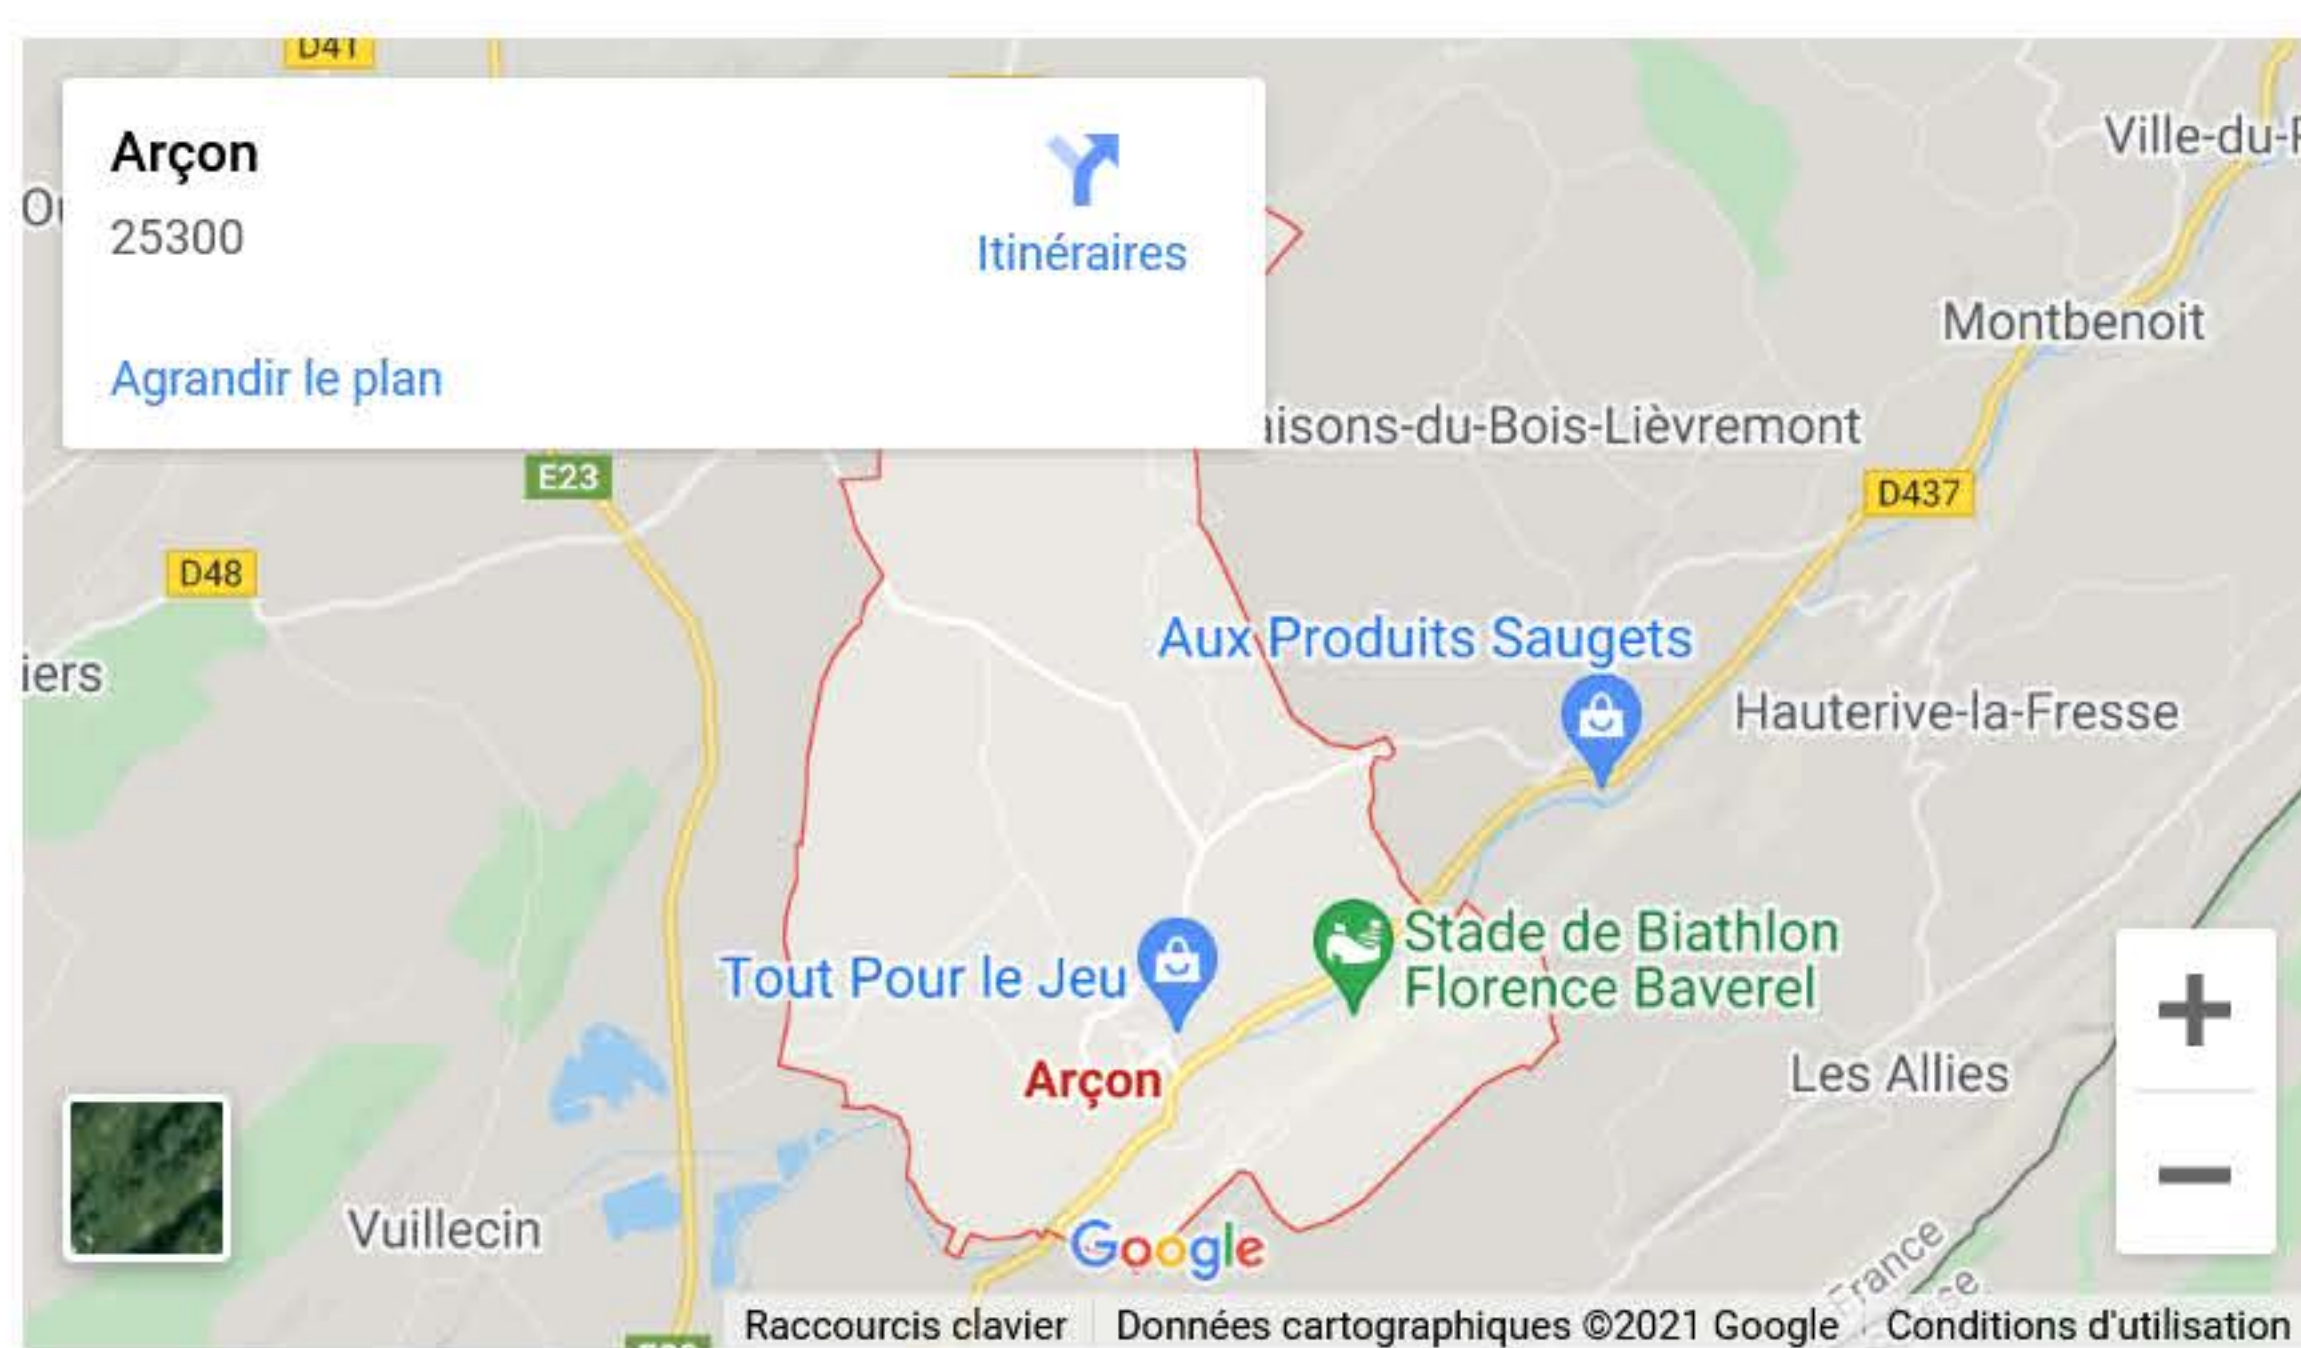 D41
Arçon
25300
Itinéraires
Agrandir le plan
Ville-du-
Montbenoit
aisons-du-Bois-Lièvremont
E23
D437
D48
Aux Produits Saugets
iers
Hauterive-la-Fresse
Stade de Biathlon
Florence Baverel
Tout Pour le Jeu
Arçon
Les Allies
Vuillecin
Google
France
Raccourcis clavier
Données cartographiques ©2021 Google
Conditions d'utilisation